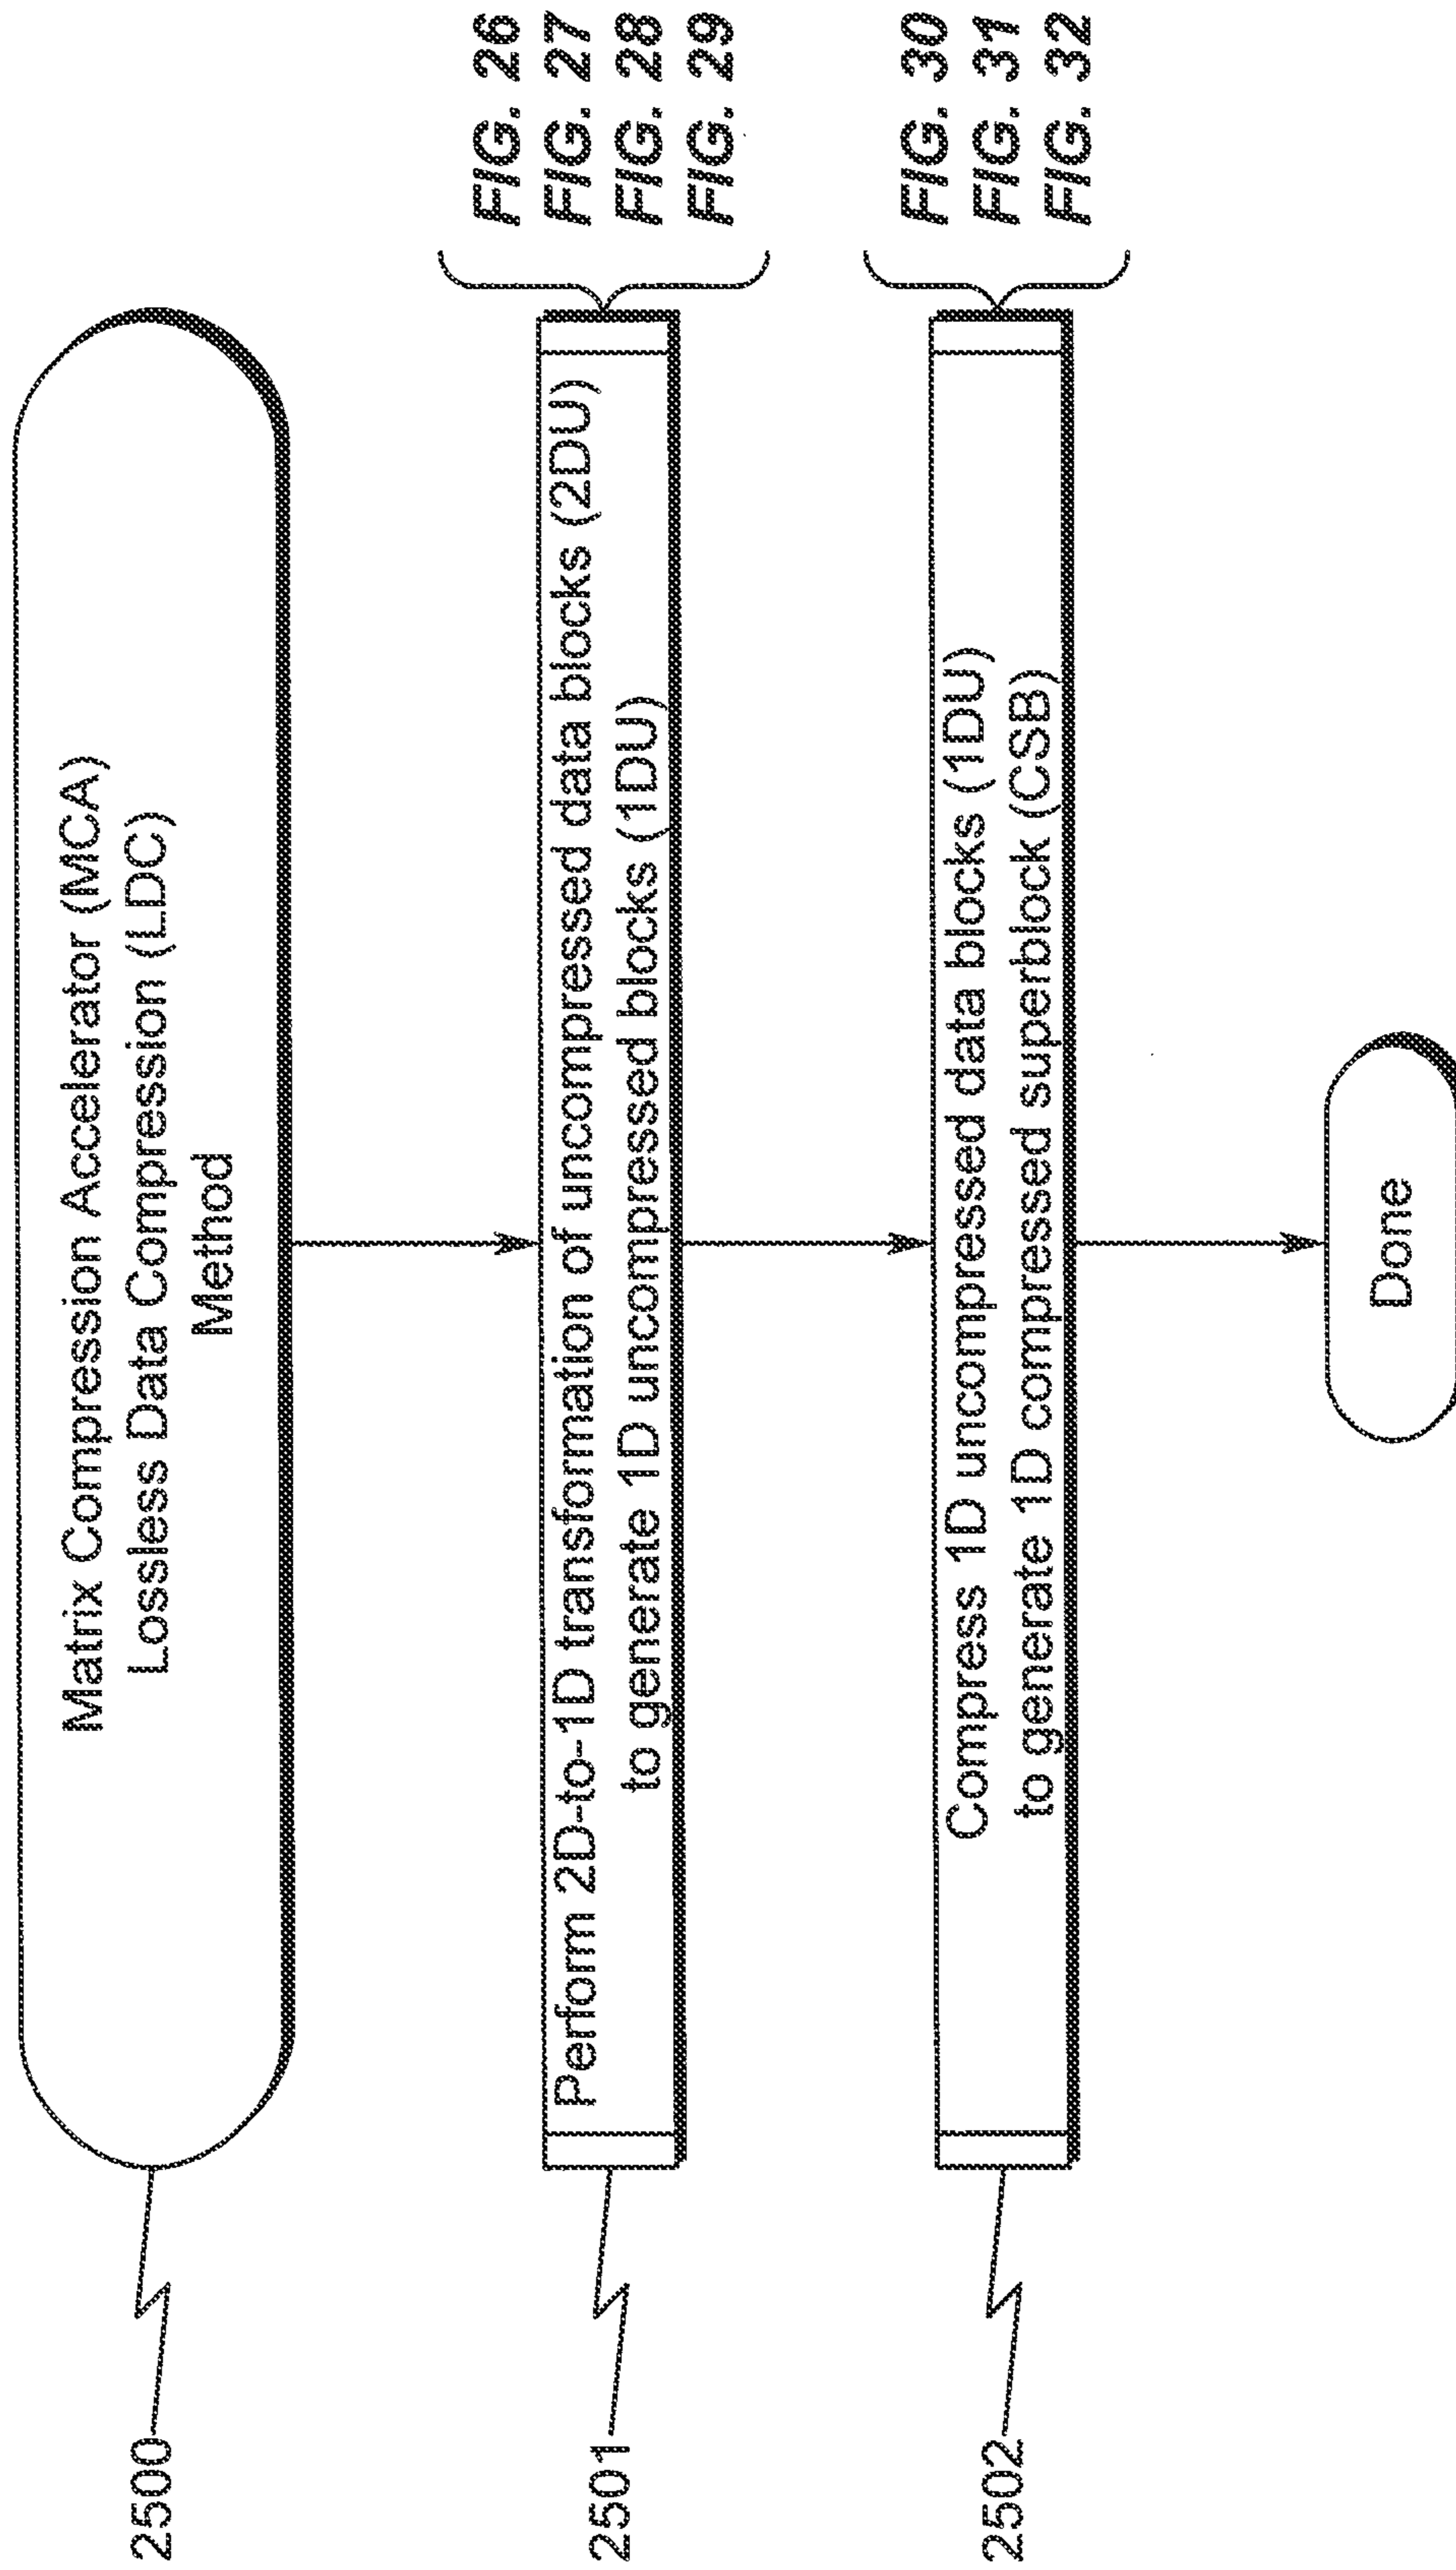 Matrix Compression Accelerator (MCA)
Lossless Data Compression (LDC)
Method
2500
Perform 2D-to-1D transformation of uncompressed data blocks (2DU)
to generate 1D uncompressed blocks (1DU)
2501
FIG. 26
FIG. 27
FIG. 28
FIG. 29
Compress 1D uncompressed data blocks (1DU)
to generate 1D compressed superblock (CSB)
2502
FIG. 30
FIG. 31
FIG. 32
Done